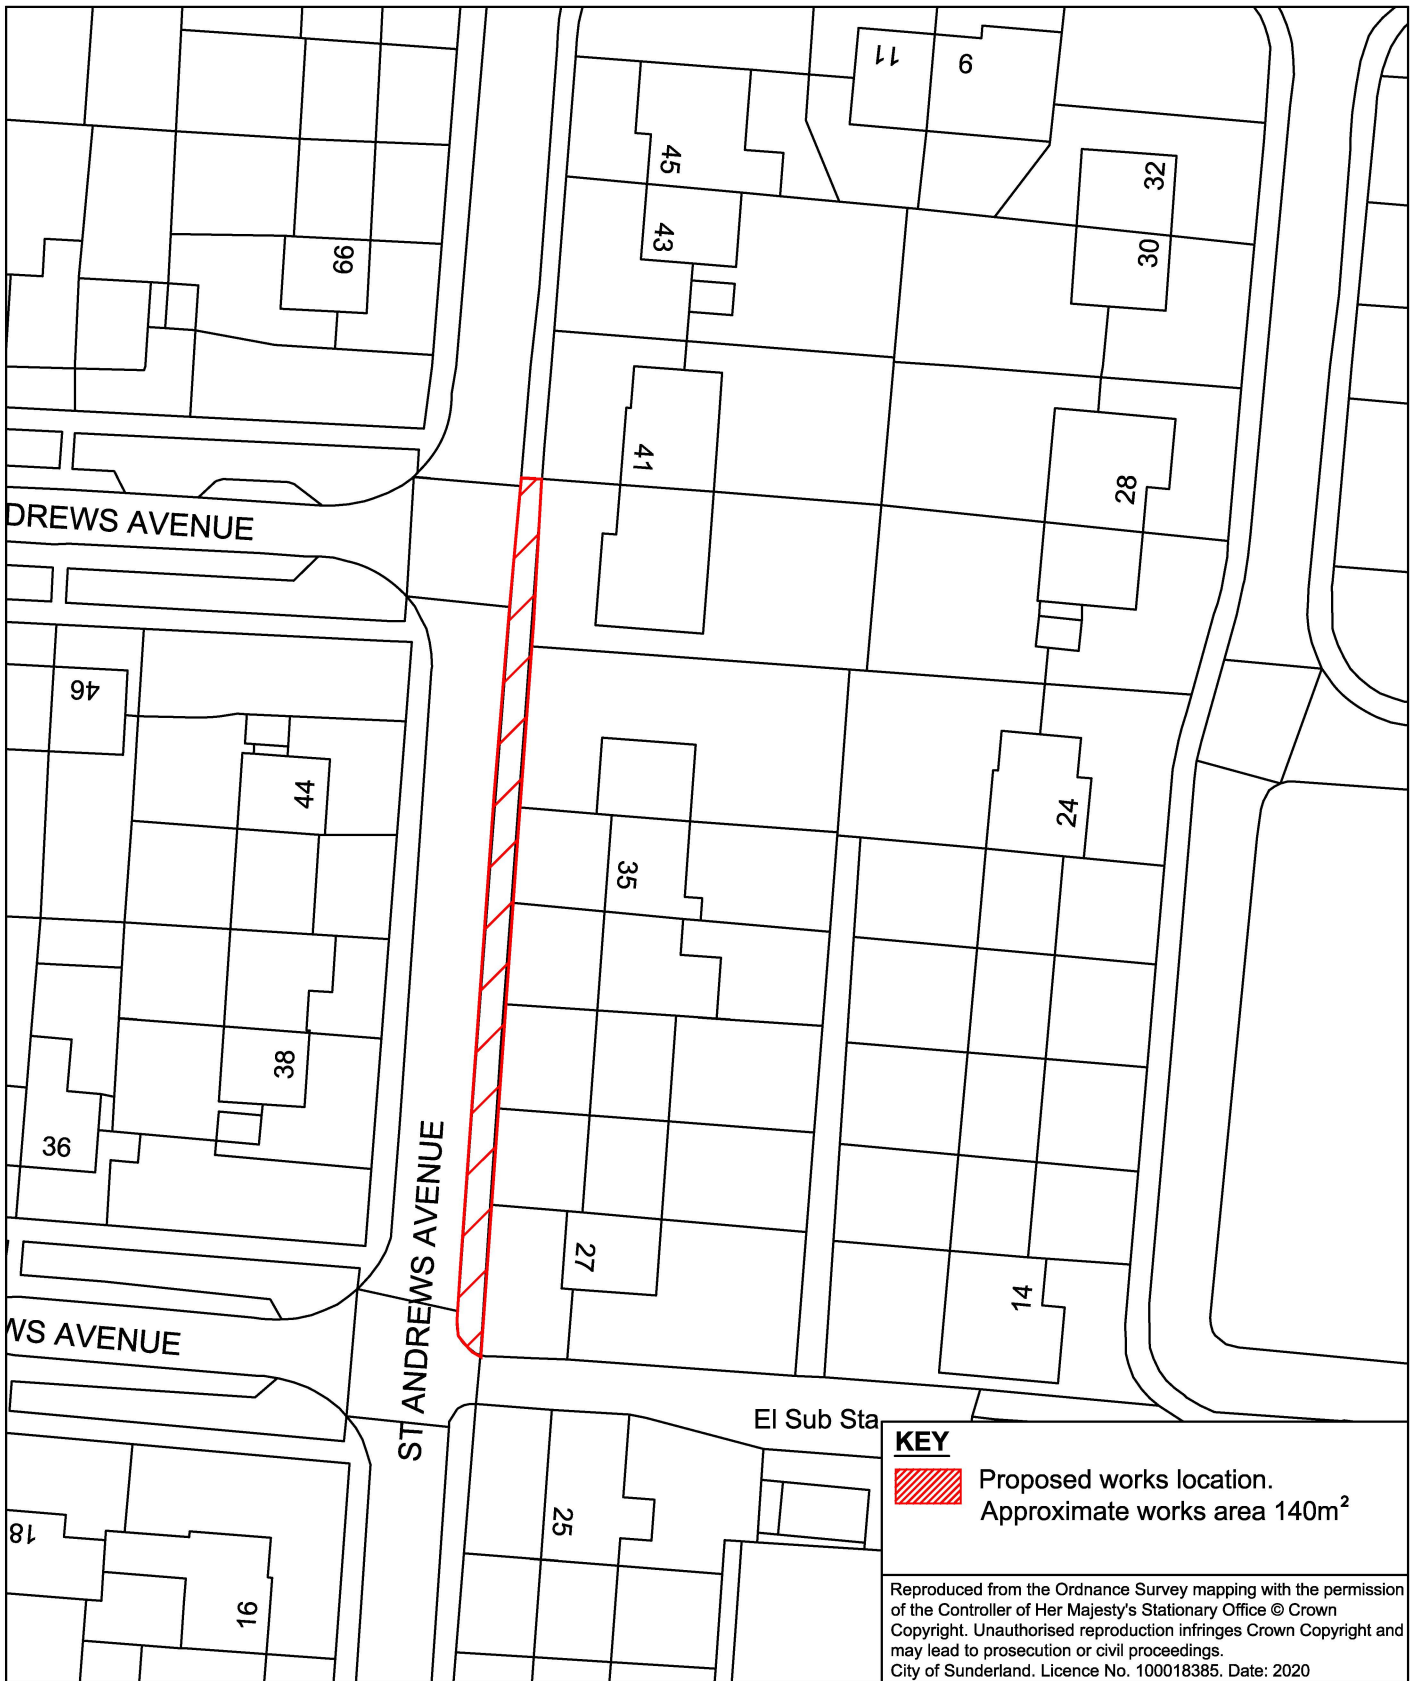 11
9
45
32
43
30
66
41
28
DREWS AVENUE
46
44
24
35
38
36
ST ANDREWS AVENUE
27
14
WS AVENUE
El Sub Sta
25
18
16
KEY
Proposed works location.
Approximate works area 140m²
Reproduced from the Ordnance Survey mapping with the permission
of the Controller of Her Majesty's Stationary Office © Crown
Copyright. Unauthorised reproduction infringes Crown Copyright and
may lead to prosecution or civil proceedings.
City of Sunderland. Licence No. 100018385. Date: 2020